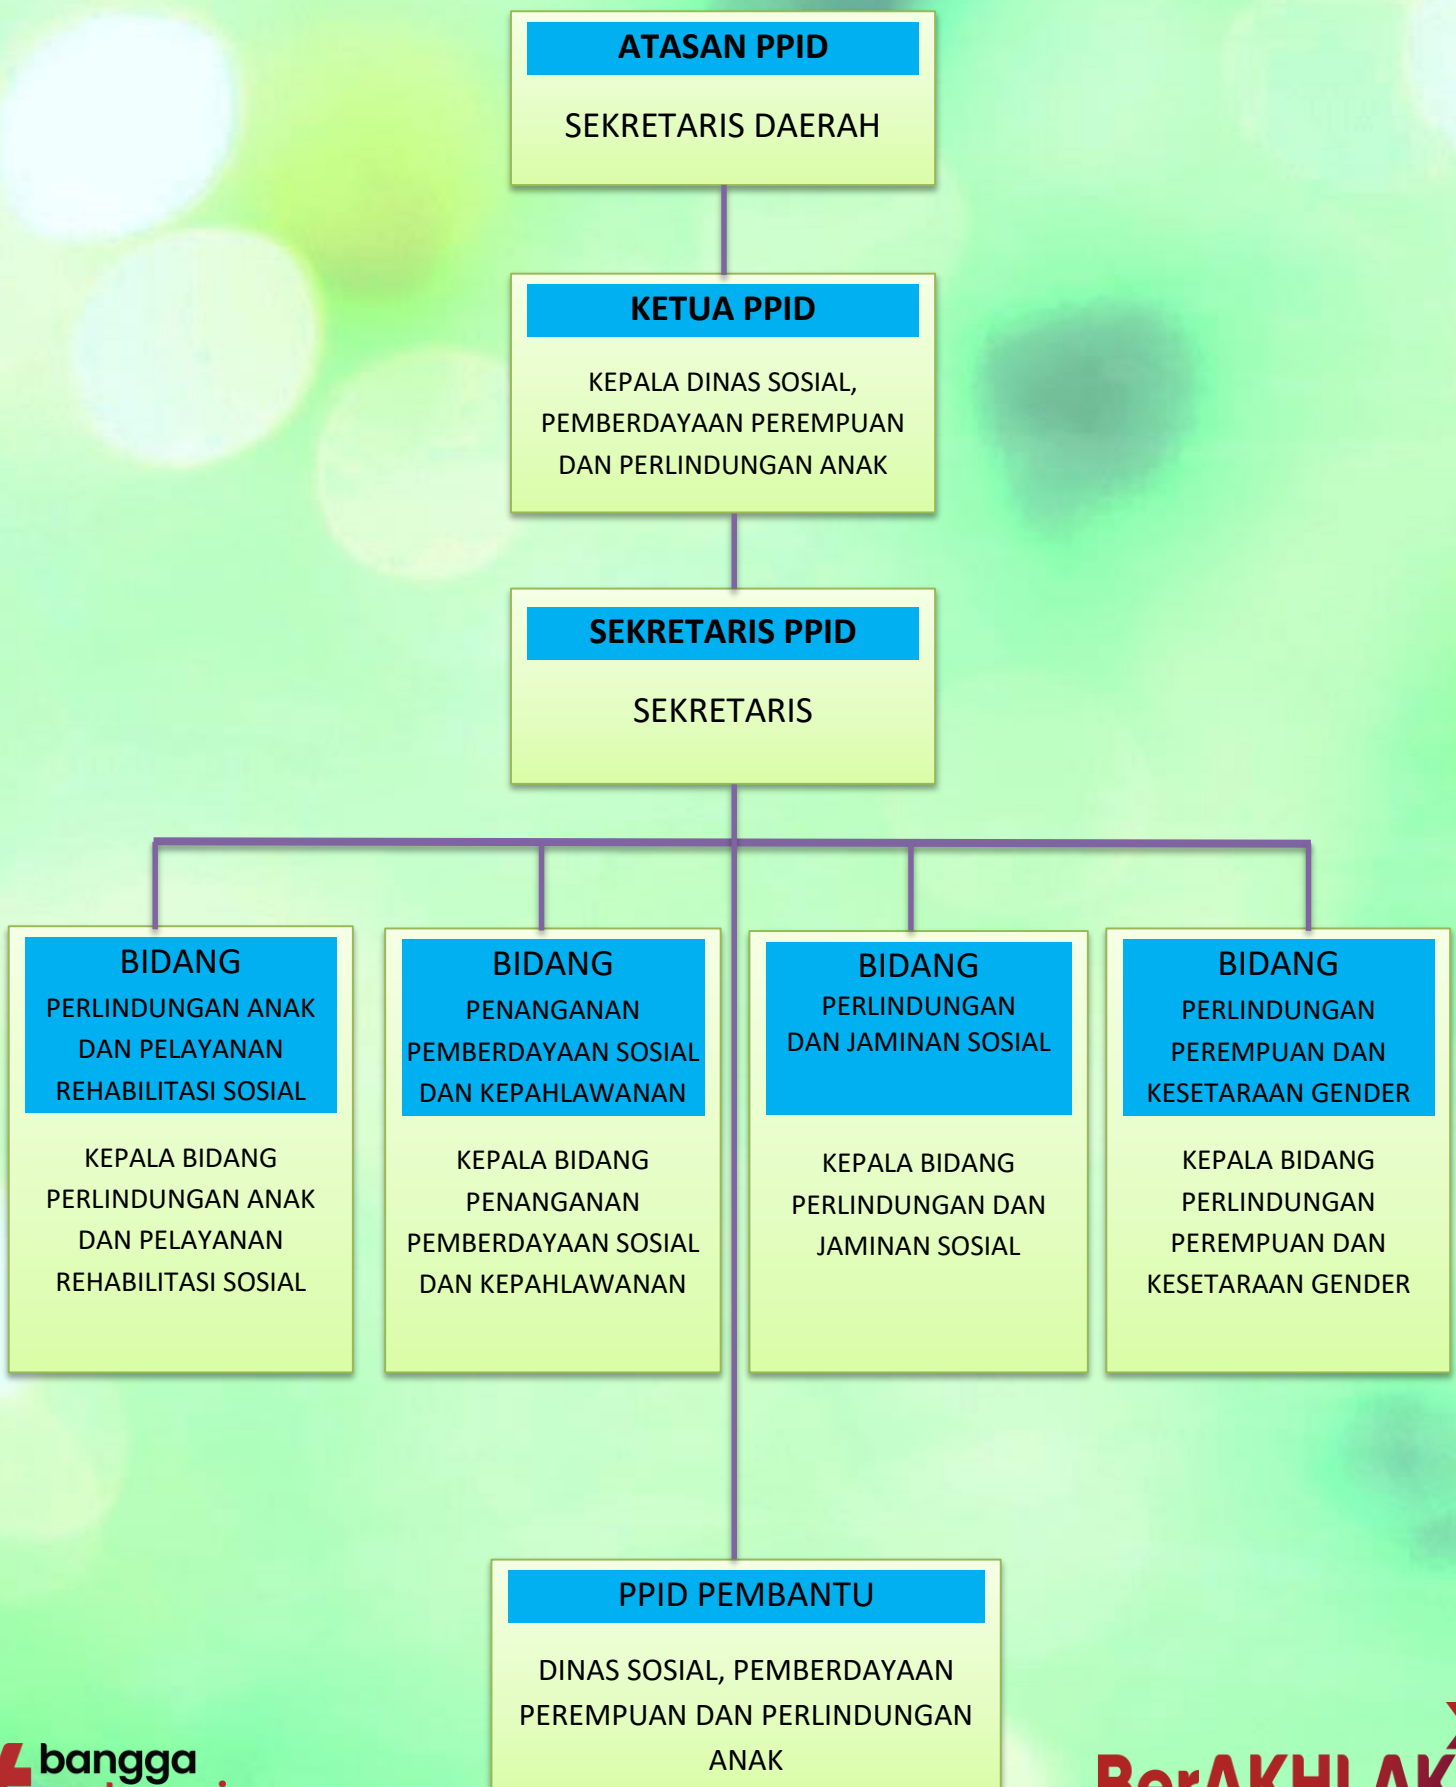 ATASAN PPID
SEKRETARIS DAERAH
KETUA PPID
KEPALA DINAS SOSIAL,
PEMBERDAYAAN PEREMPUAN
DAN PERLINDUNGAN ANAK
SEKRETARIS PPID
SEKRETARIS
BIDANG
PERLINDUNGAN ANAK
DAN PELAYANAN
REHABILITASI SOSIAL
KEPALA BIDANG
PERLINDUNGAN ANAK
DAN PELAYANAN
REHABILITASI SOSIAL
BIDANG
PENANGANAN
PEMBERDAYAAN SOSIAL
DAN KEPAHLAWANAN
KEPALA BIDANG
PENANGANAN
PEMBERDAYAAN SOSIAL
DAN KEPAHLAWANAN
BIDANG
PERLINDUNGAN
DAN JAMINAN SOSIAL
KEPALA BIDANG
PERLINDUNGAN DAN
JAMINAN SOSIAL
BIDANG
PERLINDUNGAN
PEREMPUAN DAN
KESETARAAN GENDER
KEPALA BIDANG
PERLINDUNGAN
PEREMPUAN DAN
KESETARAAN GENDER
PPID PEMBANTU
DINAS SOSIAL, PEMBERDAYAAN
PEREMPUAN DAN PERLINDUNGAN
ANAK
bangga
BerAKHLAK